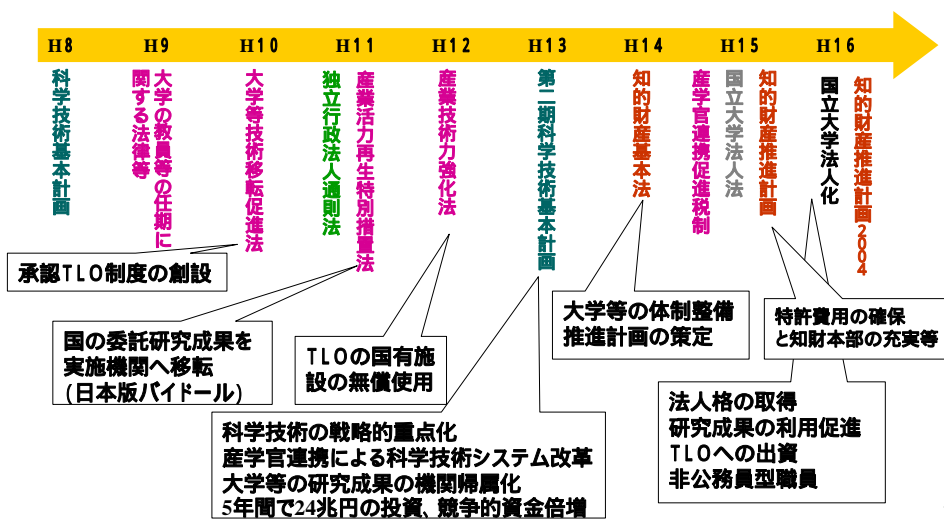 H8
H9
H10
H11
H12
H13
H14
H15
H16
科学技術基本計画
大学の教員等の任期に
関する法律等
大学等技術移転促進法
独立行政法人通則法
産業活力再生特別措置法
産業技術力強化法
第二期科学技術基本計画
知的財産基本法
産学官連携促進税制
国立大学法人法
知的財産推進計画
国立大学法人化
知的財産推進計画2004
承認TLO制度の創設
国の委託研究成果を
実施機関へ移転
(日本版バイドール)
TLOの国有施
設の無償使用
科学技術の戦略的重点化
産学官連携による科学技術システム改革
大学等の研究成果の機関帰属化
5年間で24兆円の投資、競争的資金倍増
大学等の体制整備
推進計画の策定
特許費用の確保
と知財本部の充実等
法人格の取得
研究成果の利用促進
TLOへの出資
非公務員型職員